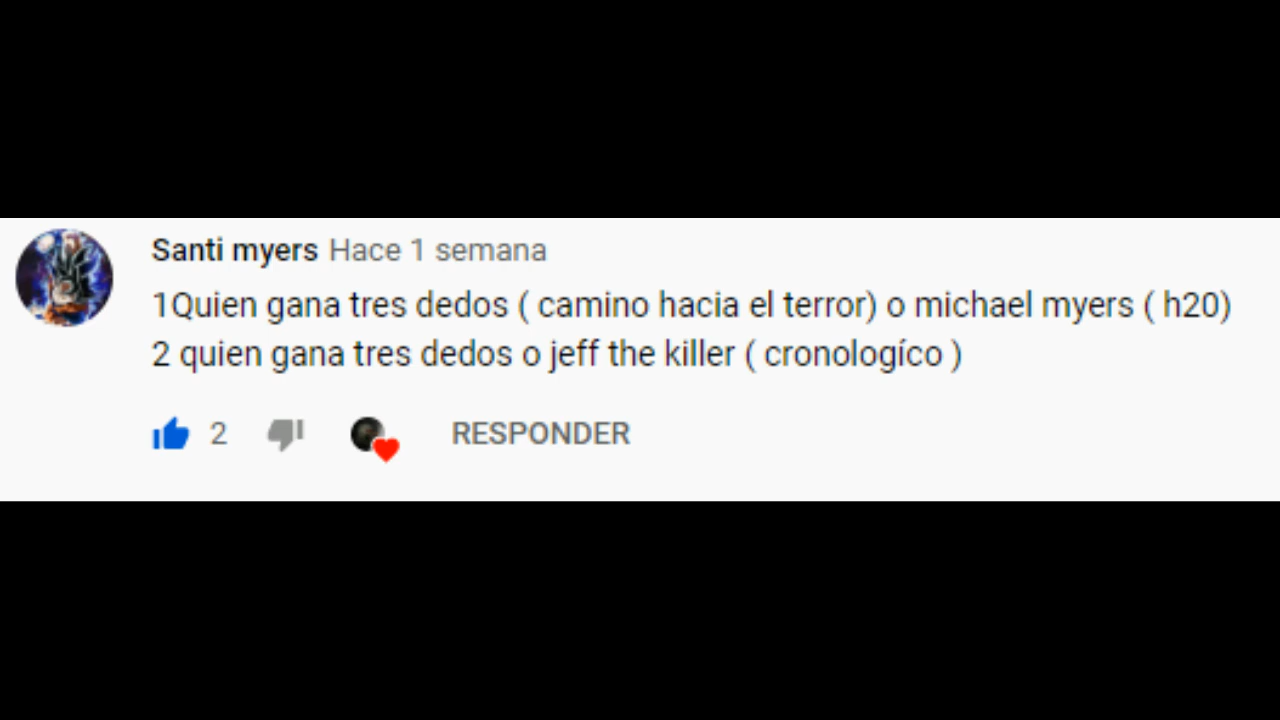 Santi myers Hace 1 semana
1Quien gana tres dedos ( camino hacia el terror) o michael myers ( h20)
2 quien gana tres dedos o jeff the killer ( cronologíco )
2 RESPONDER